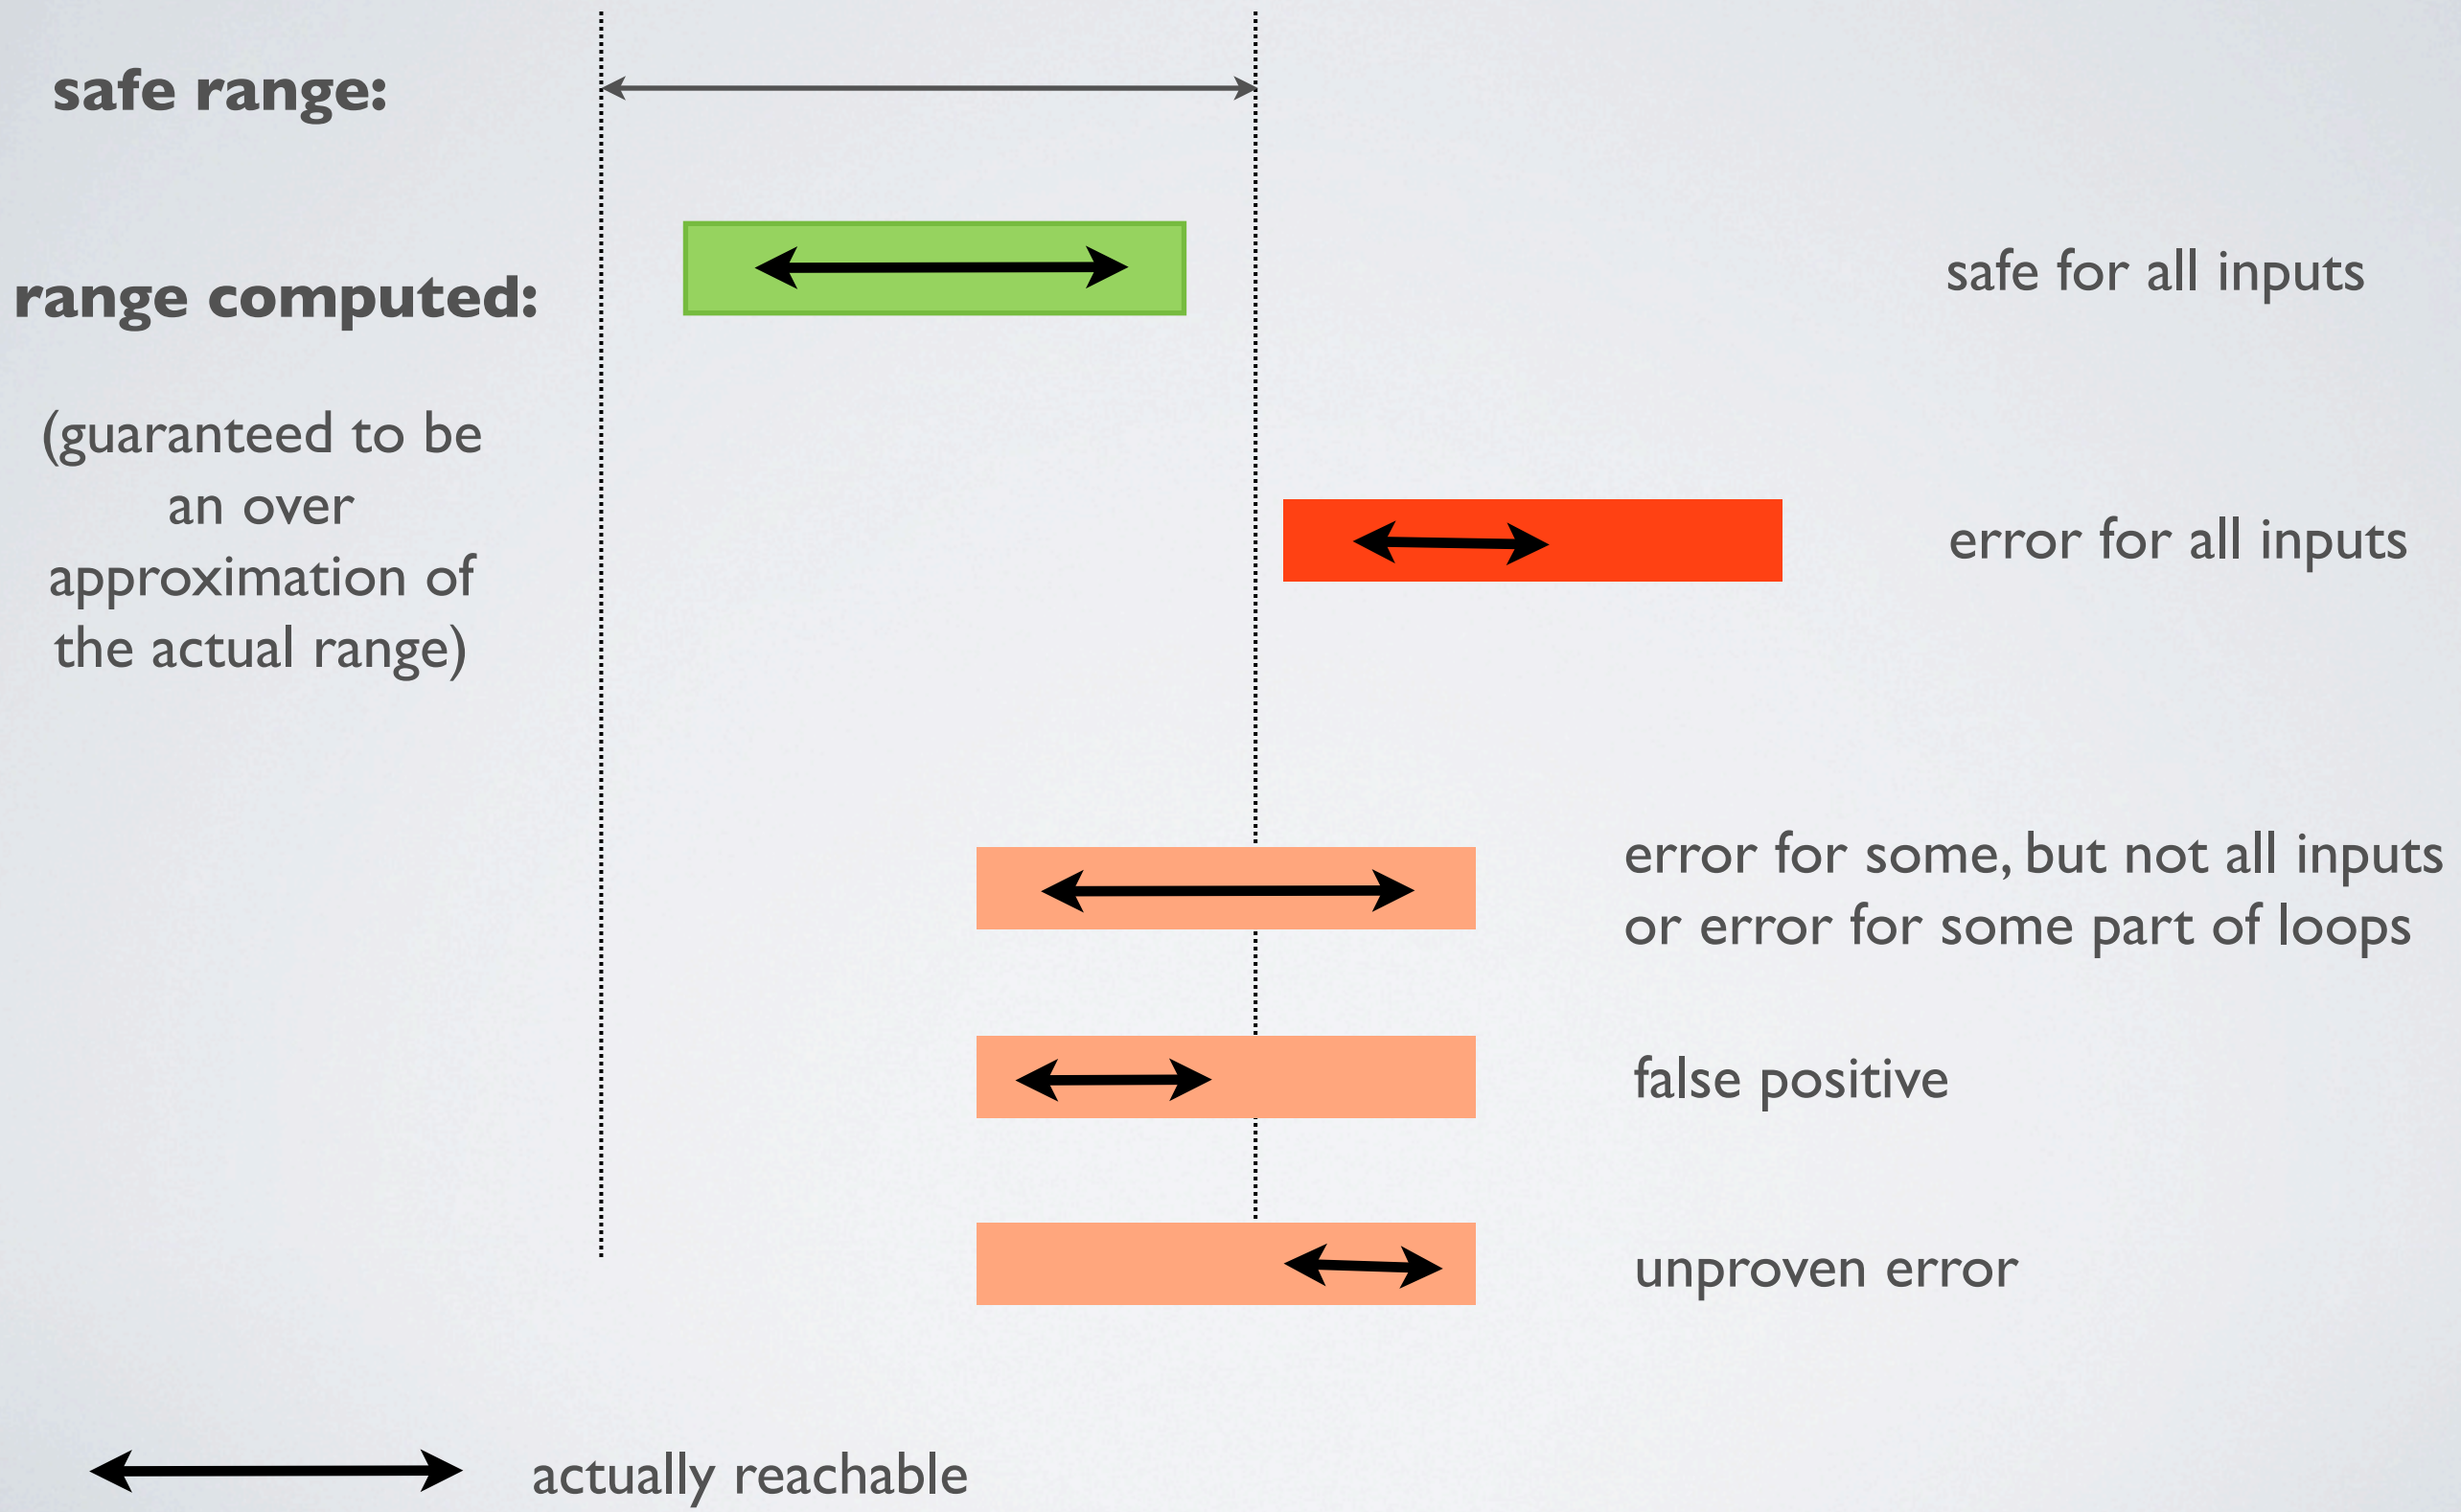 safe range:
range computed:
(guaranteed to be
an over
approximation of
the actual range)
safe for all inputs
error for all inputs
error for some, but not all inputs
or error for some part of loops
false positive
unproven error
actually reachable